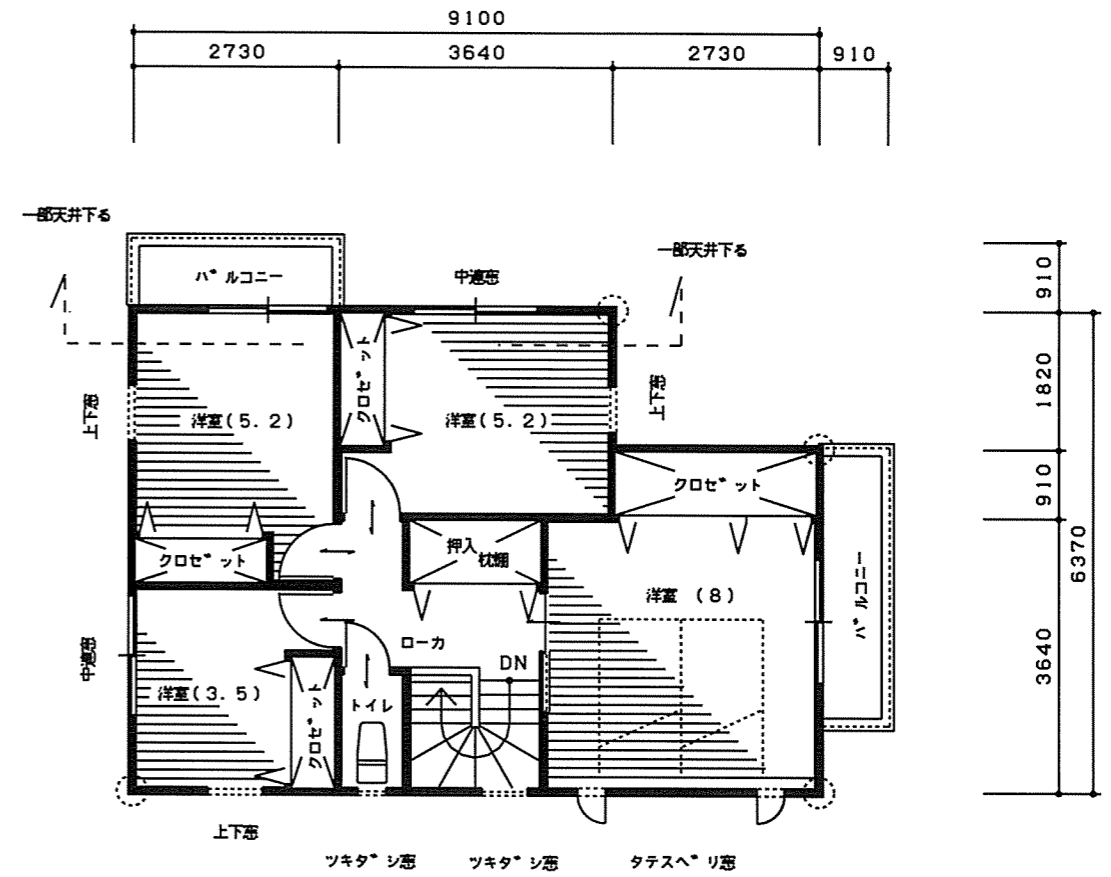 9100
2730 3640 2730 910
一部天井下る
一部天井下る
バルコニー
中連窓
910
1820
910
3640
6370
上下窓
クロゼット
上下窓
洋室(5.2)
洋室(5.2)
クロゼット
クロゼット
押入
枕棚
洋室 (8)
バルコニー
中連窓
ローカ
DN
洋室(3.5)
クロゼット
トイレ
上下窓
ツキダシ窓
ツキダシ窓
タテスベリ窓